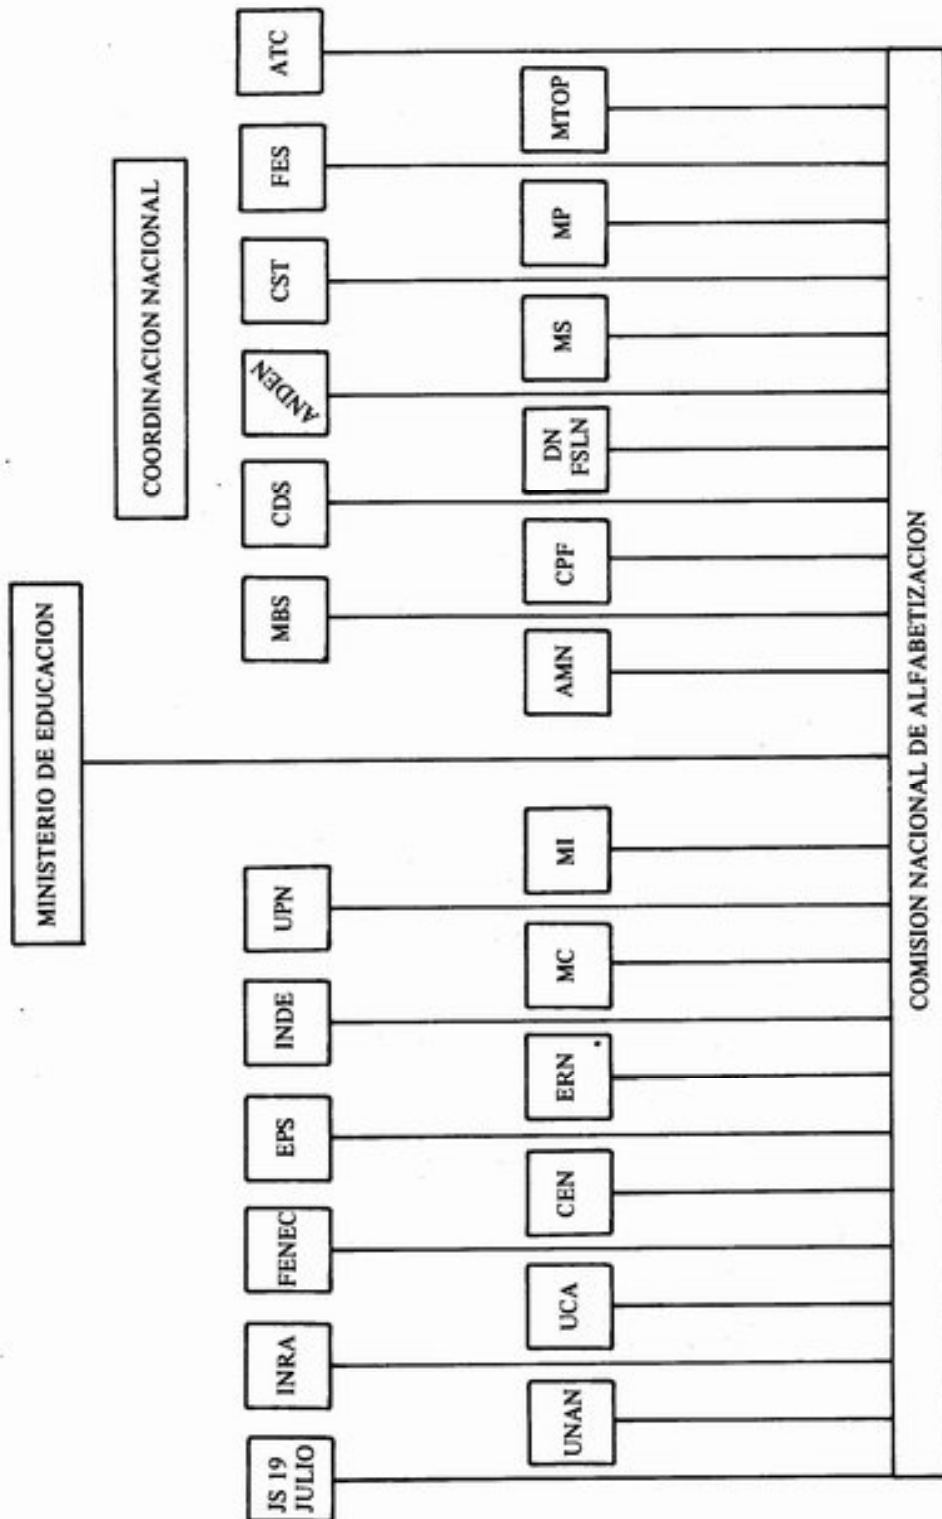 MINISTERIO DE EDUCACION
COORDINACION NACIONAL
JS 19
JULIO
INRA
FENEC
EPS
INDE
UPN
MBS
CDS
ANDEN
CST
FES
ATC
UNAN
UCA
CEN
ERN
MC
MI
AMN
CPF
DN
FSLN
MS
MP
MTOP
COMISION NACIONAL DE ALFABETIZACION